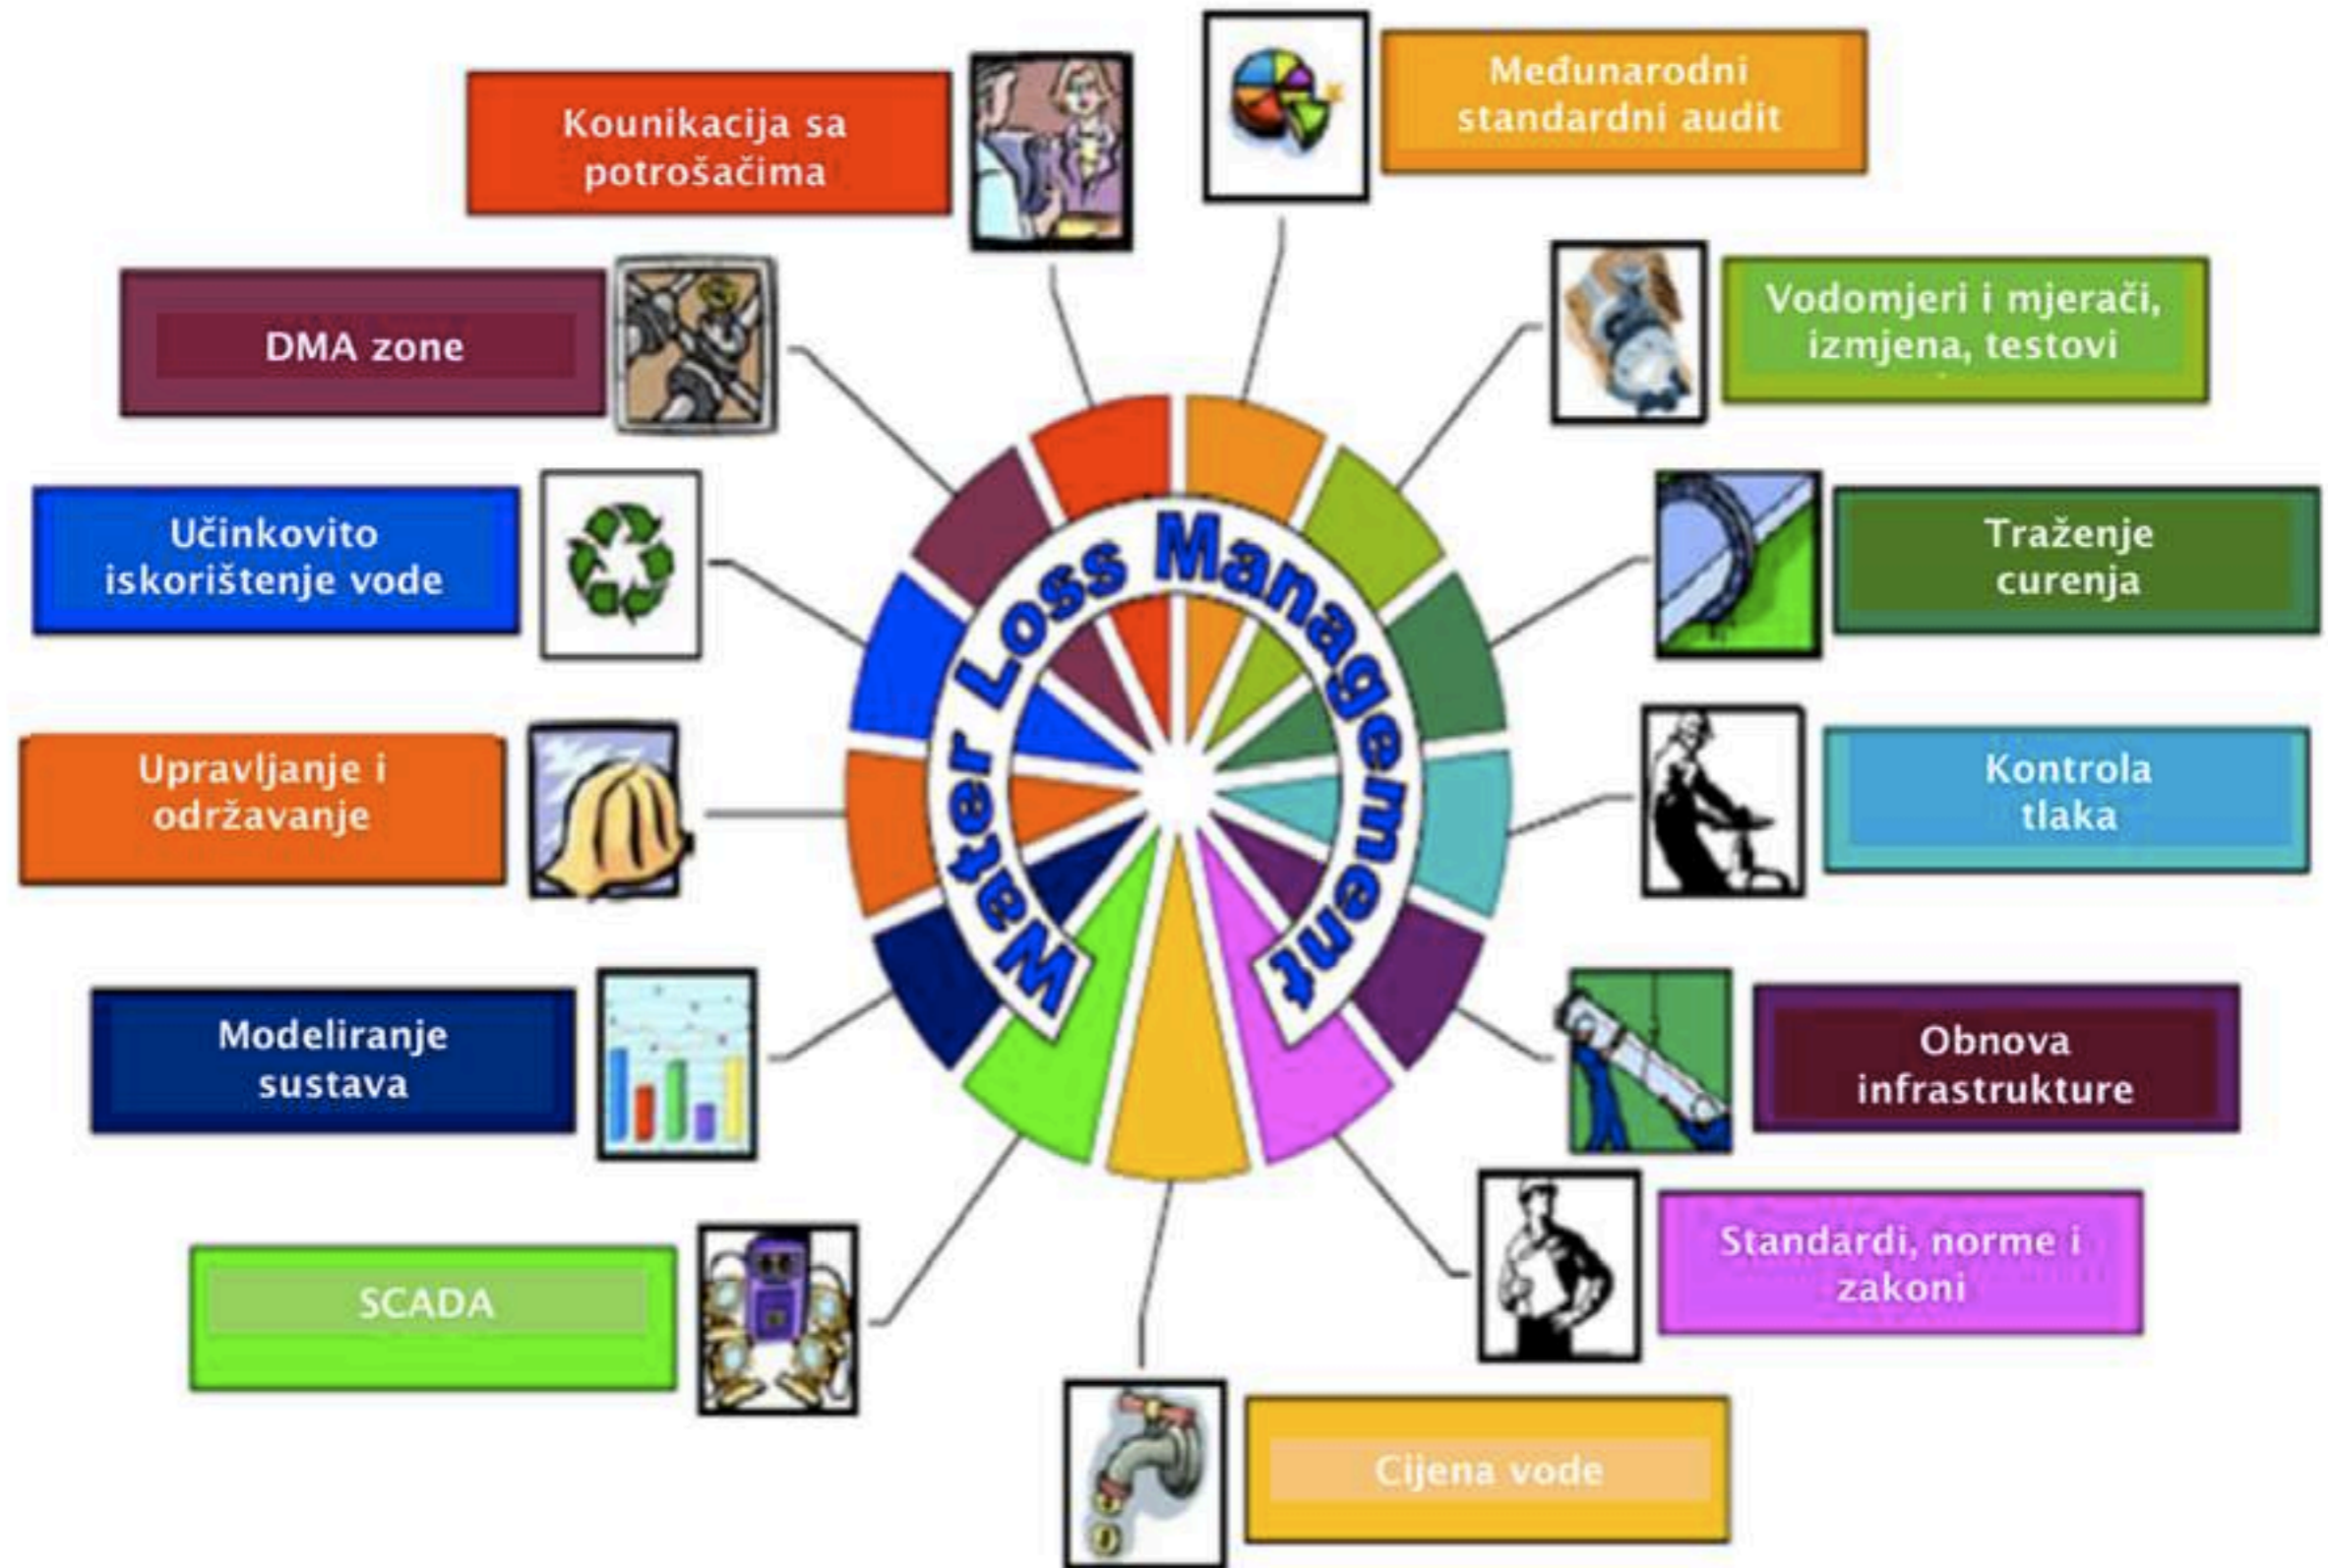 Kounikacija sa
potrošačima
Međunarodni
standardni audit
DMA zone
Vodomjeri i mjerači,
izmjena, testovi
Učinkovito
iskorištenje vode
Traženje
curenja
Water Loss Management
Upravljanje i
održavanje
Kontrola
tlaka
Modeliranje
sustava
Obnova
infrastrukture
SCADA
Standardi, norme i
zakoni
Cijena vode